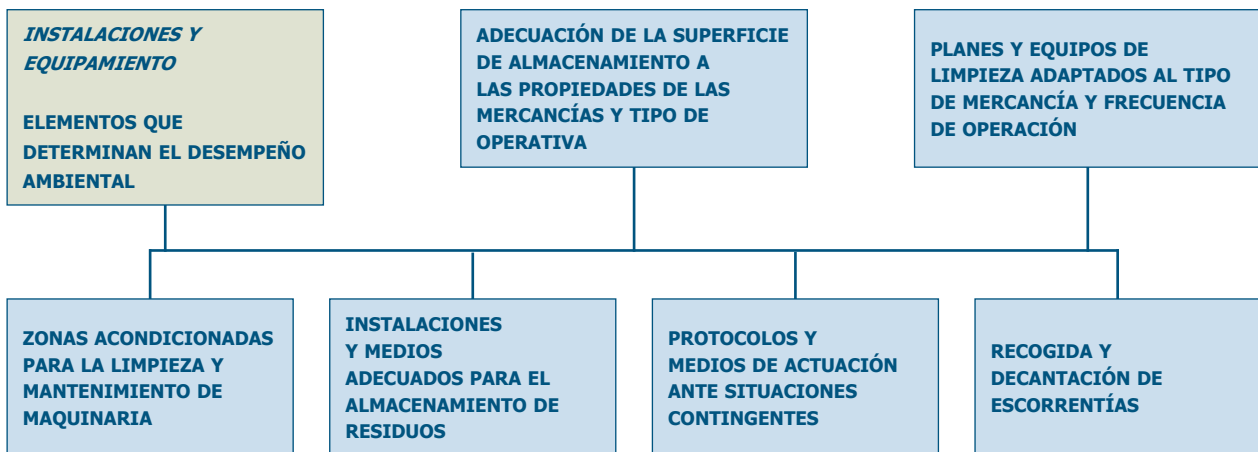 INSTALACIONES Y
EQUIPAMIENTO
ELEMENTOS QUE
DETERMINAN EL DESEMPEÑO
AMBIENTAL
ADECUACIÓN DE LA SUPERFICIE
DE ALMACENAMIENTO A
LAS PROPIEDADES DE LAS
MERCANCÍAS Y TIPO DE
OPERATIVA
PLANES Y EQUIPOS DE
LIMPIEZA ADAPTADOS AL TIPO
DE MERCANCÍA Y FRECUENCIA
DE OPERACIÓN
ZONAS ACONDICIONADAS
PARA LA LIMPIEZA Y
MANTENIMIENTO DE
MAQUINARIA
INSTALACIONES
Y MEDIOS
ADECUADOS PARA EL
ALMACENAMIENTO DE
RESIDUOS
PROTOCOLOS Y
MEDIOS DE ACTUACIÓN
ANTE SITUACIONES
CONTINGENTES
RECOGIDA Y
DECANTACIÓN DE
ESCORRENTÍAS